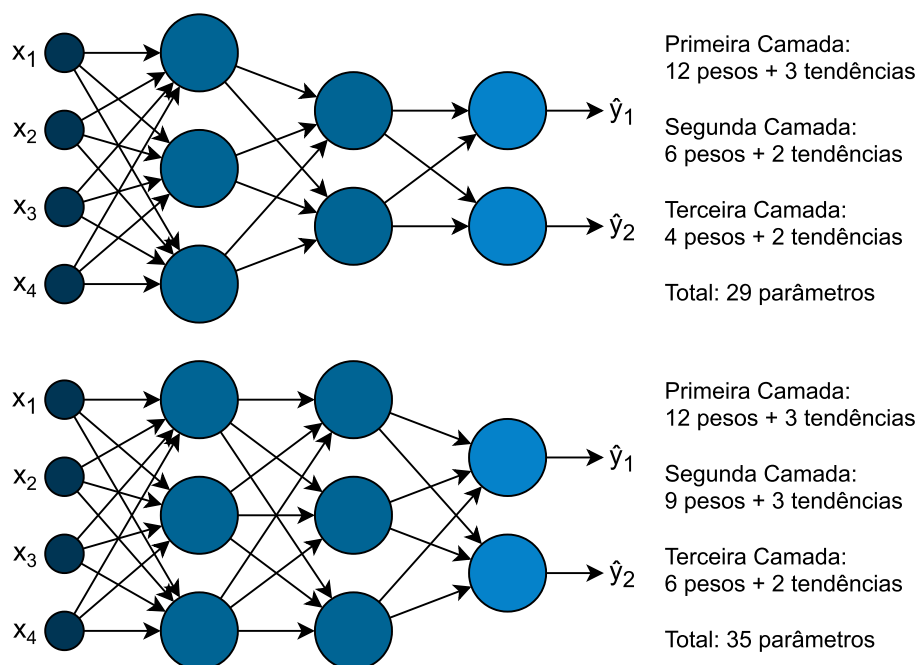 x1
x2
x3
x4
ŷ1
ŷ2
Primeira Camada:
12 pesos + 3 tendências
Segunda Camada:
6 pesos + 2 tendências
Terceira Camada:
4 pesos + 2 tendências
Total: 29 parâmetros
x1
x2
x3
x4
ŷ1
ŷ2
Primeira Camada:
12 pesos + 3 tendências
Segunda Camada:
9 pesos + 3 tendências
Terceira Camada:
6 pesos + 2 tendências
Total: 35 parâmetros